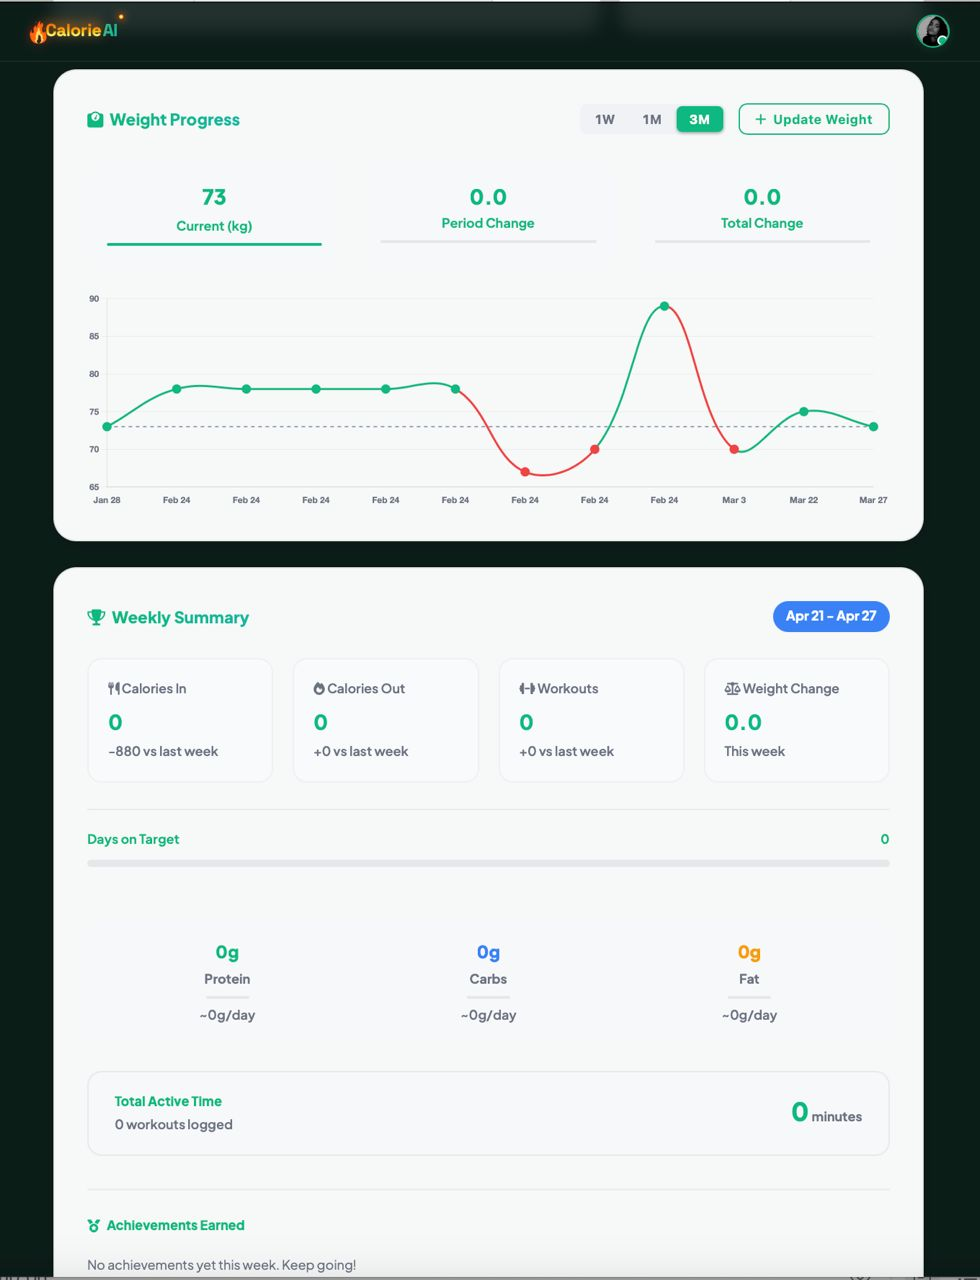 CalorieAI
Weight Progress
1W 1M 3M + Update Weight
73 0.0 0.0
Current (kg) Period Change Total Change
90
85
80
75
70
65
Jan 28 Feb 24 Feb 24 Feb 24 Feb 24 Feb 24 Feb 24 Feb 24 Feb 24 Mar 3 Mar 22 Mar 27
Weekly Summary Apr 21 - Apr 27
Calories In Calories Out Workouts Weight Change
0 0 0 0.0
-880 vs last week +0 vs last week +0 vs last week This week
Days on Target 0
0g 0g 0g
Protein Carbs Fat
~0g/day ~0g/day ~0g/day
Total Active Time
0 workouts logged 0 minutes
Achievements Earned
No achievements yet this week. Keep going!